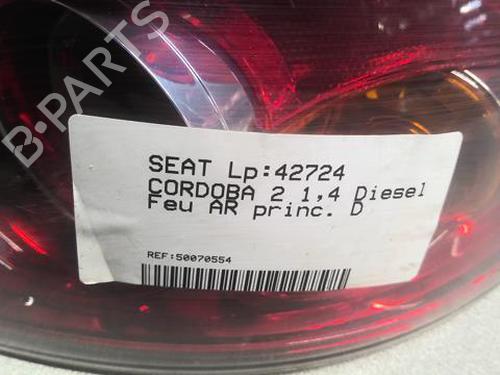 B-PARTS
SEAT Lp:42724
CORDOBA 2 1,4 Diesel
Feu AR princ. D
REF:50070554